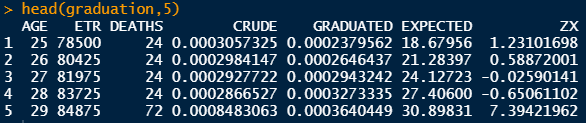 > head(graduation,5)
AGE ETR DEATHS CRUDE GRADUATED EXPECTED ZX
1 25 78500 24 0.0003057325 0.0002379562 18.67956 1.23101698
2 26 80425 24 0.0002984147 0.0002646437 21.28397 0.58872001
3 27 81975 24 0.0002927722 0.0002943242 24.12723 -0.02590141
4 28 83725 24 0.0002866527 0.0003273335 27.40600 -0.65061102
5 29 84875 72 0.0008483063 0.0003640449 30.89831 7.39421962